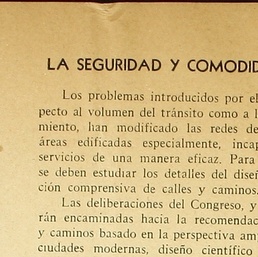 LA SEGURIDAD Y COMODID
Los problemas introducidos por el
pecto al volumen del tránsito como a l
miento, han modificado las redes de
áreas edificadas especialmente, incap
servicios de una manera eficaz. Para
se deben estudiar los detalles del diseñ
ción comprensiva de calles y caminos.
Las deliberaciones del Congreso, y
rán encaminadas hacia la recomendac
y caminos basado en la perspectiva am
ciudades modernas, diseño científico